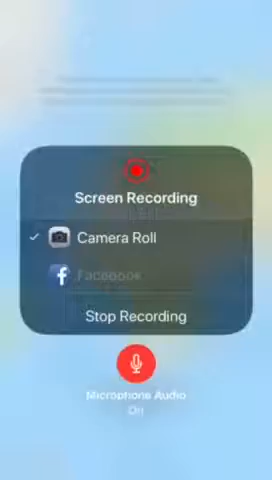 Screen Recording
Camera Roll
Facebook
Stop Recording
Microphone Audio
On